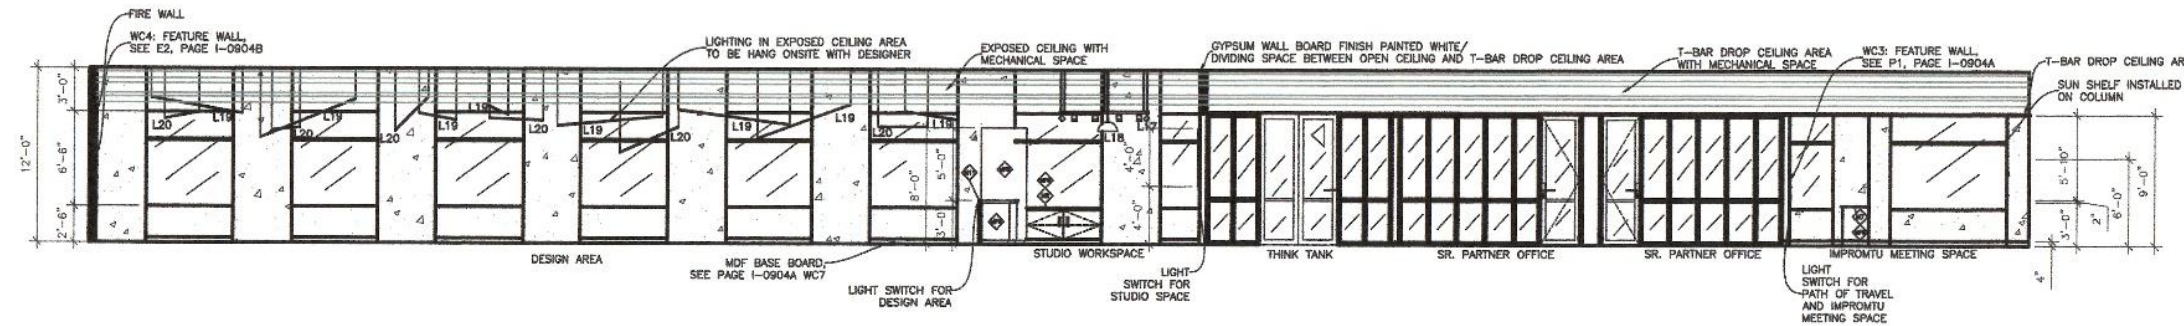 FIRE WALL
WC4: FEATURE WALL,
SEE E2, PAGE I-0904B
LIGHTING IN EXPOSED CEILING AREA
TO BE HANG ONSITE WITH DESIGNER
EXPOSED CEILING WITH
MECHANICAL SPACE
GYPSUM WALL BOARD FINISH PAINTED WHITE/
DIVIDING SPACE BETWEEN OPEN CEILING AND T-BAR DROP CEILING AREA
T-BAR DROP CEILING AREA
WITH MECHANICAL SPACE
WC3: FEATURE WALL,
SEE P1, PAGE I-0904A
T-BAR DROP CEILING AR
SUN SHELF INSTALLED
ON COLUMN
12'-0"
3'-0"
6'-6"
2'-6"
L20
L19
L20
L19
L20
L19
L19
L20
L19
L20
L19
L19
L20
L19
L18
L17
8'-0"
5'-0"
3'-0"
4'-0"
4'-0"
5'-10"
3'-0"
2"
6'-0"
9'-0"
4"
DESIGN AREA
MDF BASE BOARD,
SEE PAGE I-0904A WC7
LIGHT SWITCH FOR
DESIGN AREA
STUDIO WORKSPACE
LIGHT
SWITCH FOR
STUDIO SPACE
THINK TANK
SR. PARTNER OFFICE
SR. PARTNER OFFICE
IMPROMTU MEETING SPACE
LIGHT
SWITCH FOR
PATH OF TRAVEL
AND IMPROMTU
MEETING SPACE